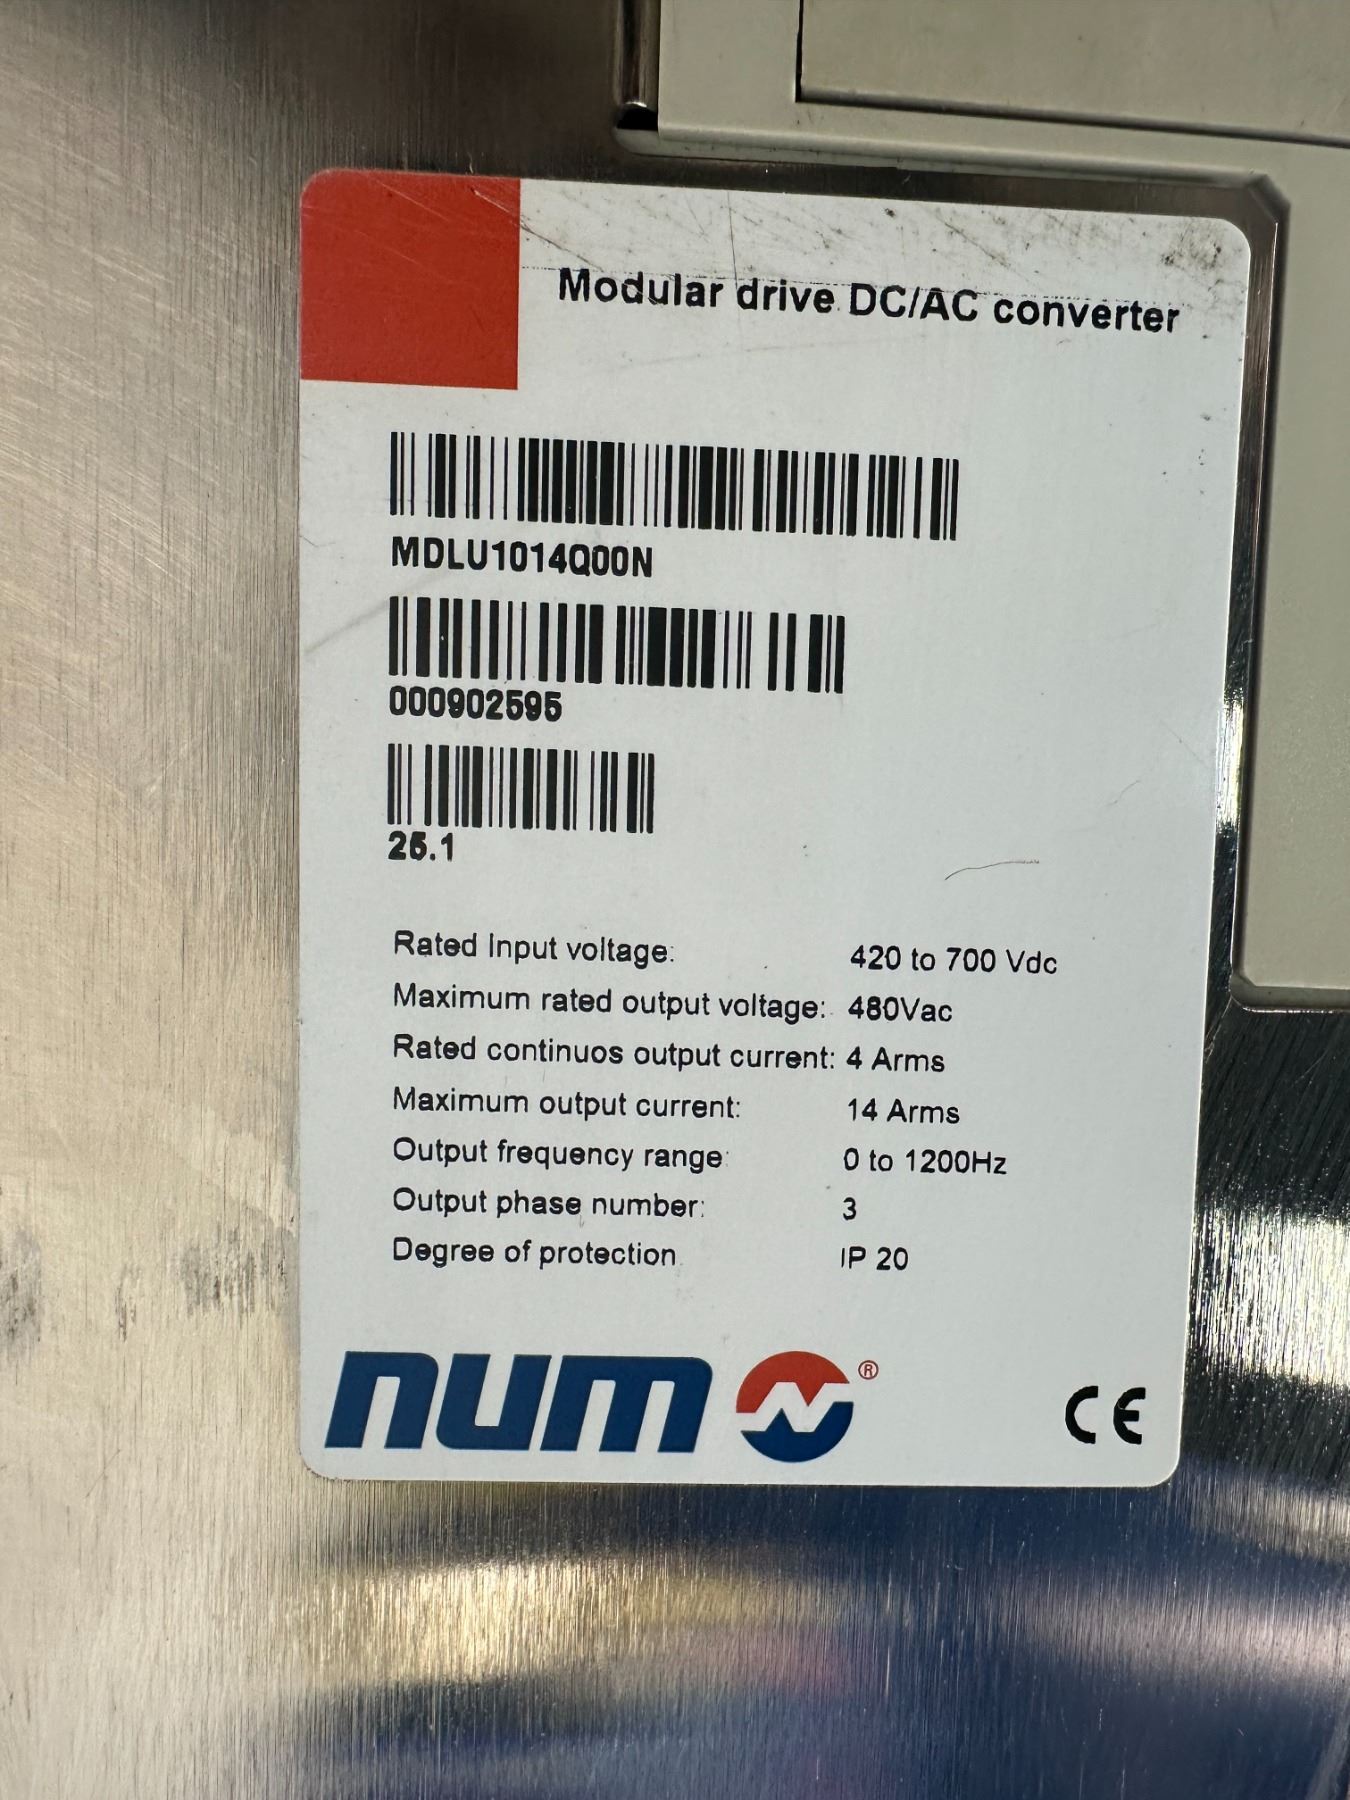 Modular drive DC/AC converter
MDLU1014Q00N
000902595
25.1
Rated Input voltage: 420 to 700 Vdc
Maximum rated output voltage: 480Vac
Rated continuos output current: 4 Arms
Maximum output current: 14 Arms
Output frequency range: 0 to 1200Hz
Output phase number: 3
Degree of protection IP 20
num ® CE